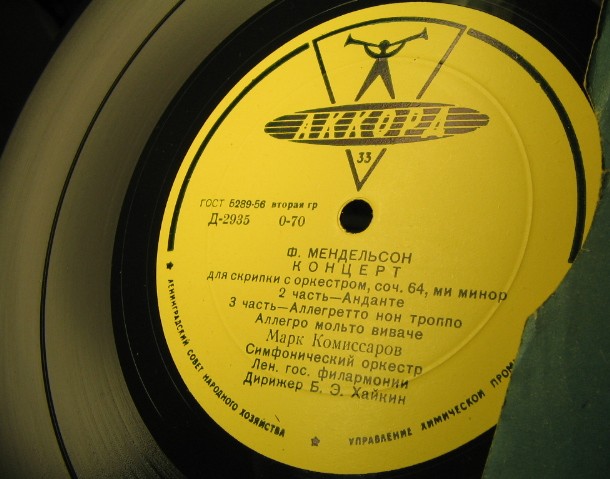 АККОРД
33
ГОСТ 5289-56 вторая гр
Д-2935 0-70
Ф. МЕНДЕЛЬСОН
КОНЦЕРТ
для скрипки с оркестром, соч. 64, ми минор
2 часть—Анданте
3 часть—Аллегретто нон троппо
Аллегро мольто виваче
Марк Комиссаров
Симфонический оркестр
Лен. гос. филармонии
Дирижер Б. Э. Хайкин
ЛЕНИНГРАДСКИЙ СОВЕТ НАРОДНОГО ХОЗЯЙСТВА
УПРАВЛЕНИЕ ХИМИЧЕСКОЙ ПРОМ